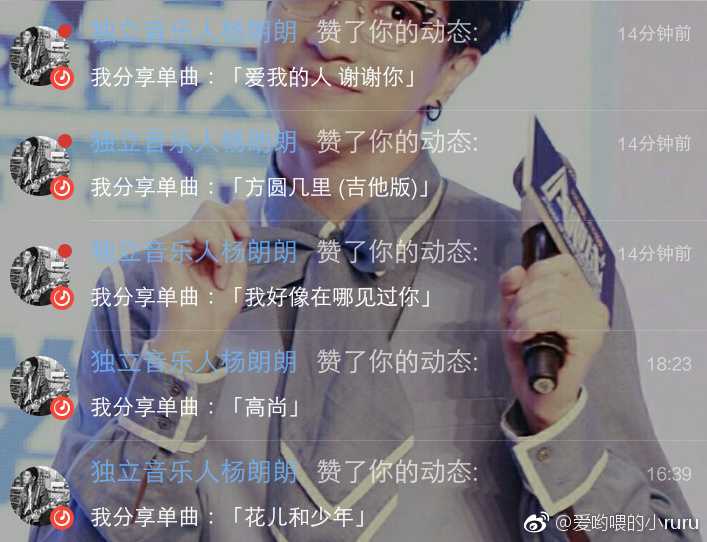 独立音乐人杨朗朗 赞了你的动态: 14分钟前
我分享单曲：「爱我的人 谢谢你」
独立音乐人杨朗朗 赞了你的动态: 14分钟前
我分享单曲：「方圆几里 (吉他版)」
独立音乐人杨朗朗 赞了你的动态: 14分钟前
我分享单曲：「我好像在哪见过你」
独立音乐人杨朗朗 赞了你的动态: 18:23
我分享单曲：「高尚」
独立音乐人杨朗朗 赞了你的动态: 16:39
我分享单曲：「花儿和少年」
@爱哟喂的小ruru